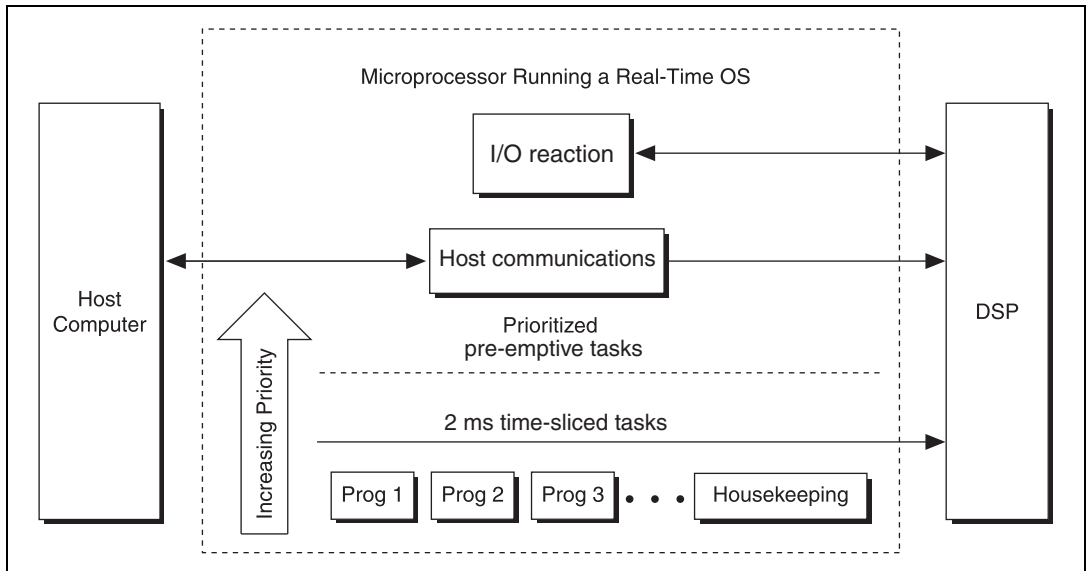 Microprocessor Running a Real-Time OS
I/O reaction
Host communications
Host
Computer
DSP
Prioritized
pre-emptive tasks
Increasing Priority
2 ms time-sliced tasks
Prog 1
Prog 2
Prog 3
• • •
Housekeeping